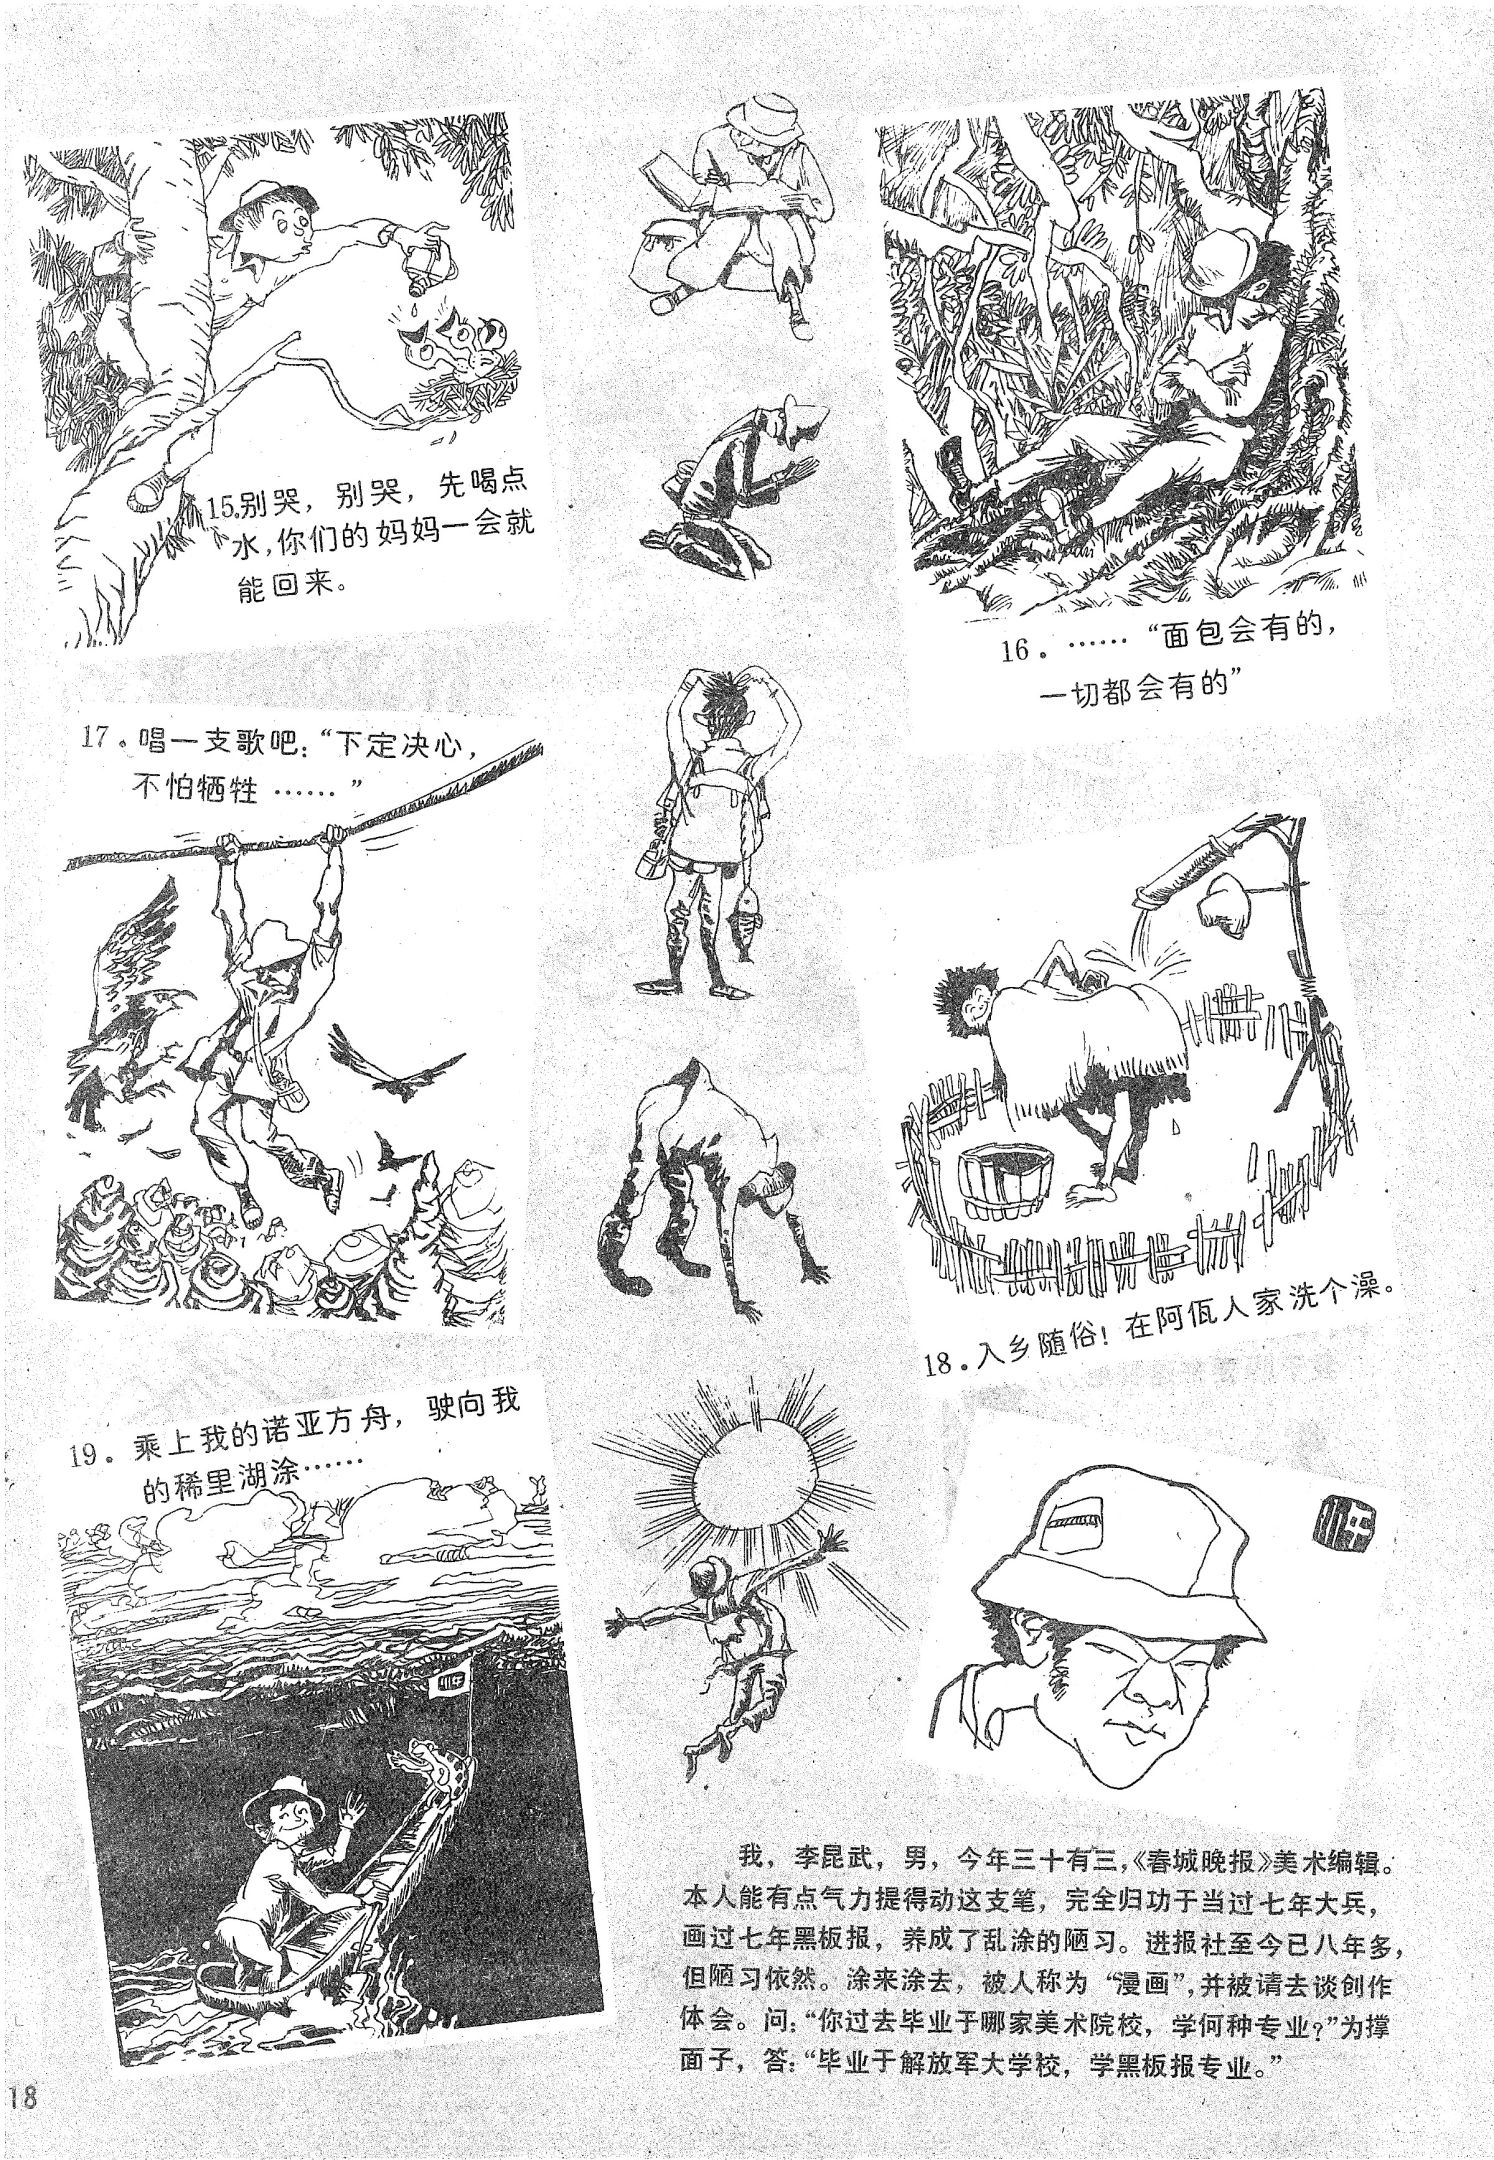 15.别哭，别哭，先喝点
水，你们的妈妈一会就
能回来。
16。……“面包会有的，
一切都会有的”
17。唱一支歌吧：“下定决心，
不怕牺牲……”
18。入乡随俗！在阿佤人家洗个澡。
19。乘上我的诺亚方舟，驶向我
的稀里湖涂……
我，李昆武，男，今年三十有三，《春城晚报》美术编辑。
本人能有点气力提得动这支笔，完全归功于当过七年大兵，
画过七年黑板报，养成了乱涂的陋习。进报社至今已八年多，
但陋习依然。涂来涂去，被人称为“漫画”，并被请去谈创作
体会。问：“你过去毕业于哪家美术院校，学何种专业？”为撑
面子，答：“毕业于解放军大学校，学黑板报专业。”
18